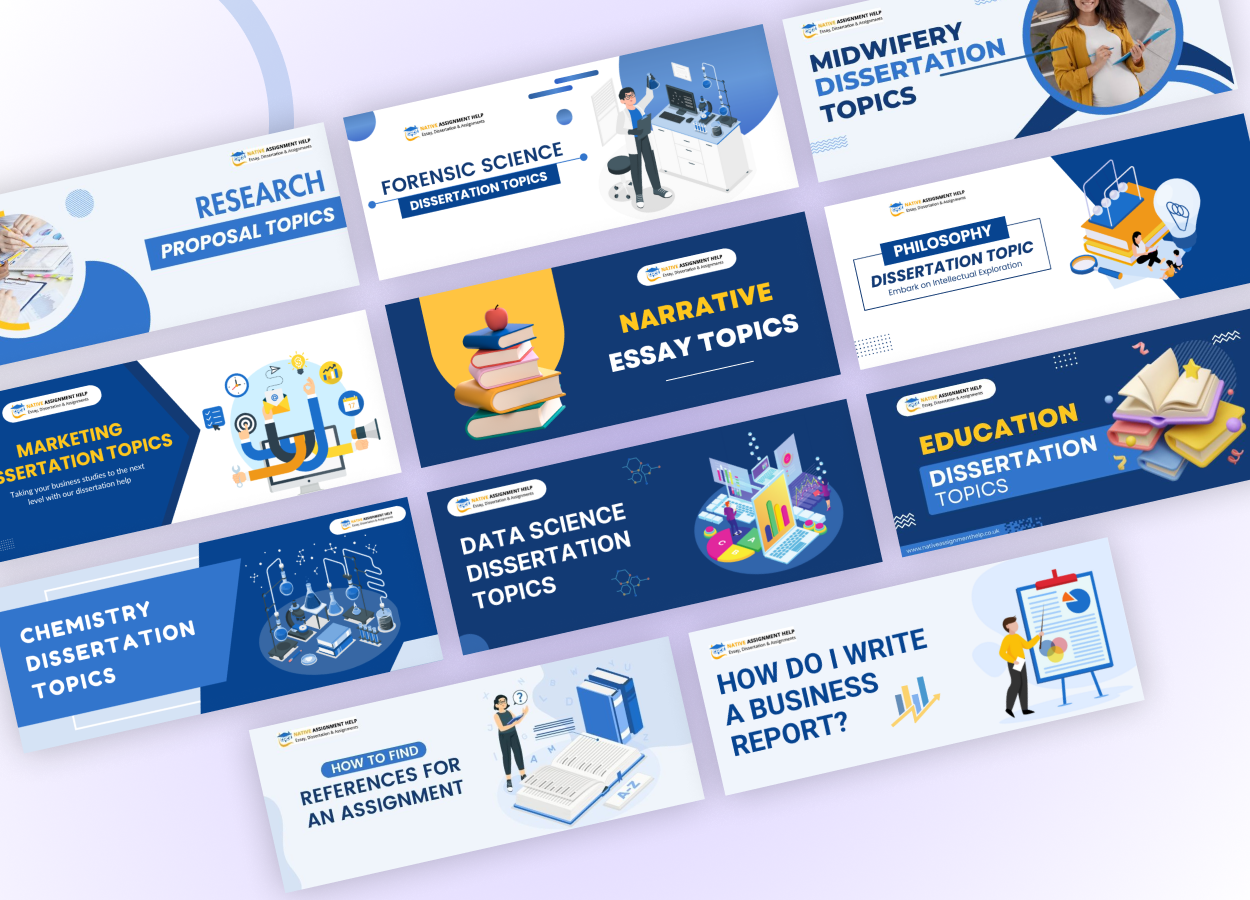 NATIVE ASSIGNMENT HELP
Essay, Dissertation & Assignments
RESEARCH
PROPOSAL TOPICS
NATIVE ASSIGNMENT HELP
Essay, Dissertation & Assignments
FORENSIC SCIENCE
DISSERTATION TOPICS
NATIVE ASSIGNMENT HELP
Essay, Dissertation & Assignments
MIDWIFERY
DISSERTATION
TOPICS
NATIVE ASSIGNMENT HELP
Essay, Dissertation & Assignments
MARKETING
SSERTATION TOPICS
Taking your business studies to the next
level with our dissertation help
NATIVE ASSIGNMENT HELP
Essay, Dissertation & Assignments
NARRATIVE
ESSAY TOPICS
NATIVE ASSIGNMENT HELP
Essay, Dissertation & Assignments
PHILOSOPHY
DISSERTATION TOPIC
Embark on Intellectual Exploration
NATIVE ASSIGNMENT HELP
Essay, Dissertation & Assignments
CHEMISTRY
DISSERTATION
TOPICS
NATIVE ASSIGNMENT HELP
Essay, Dissertation & Assignments
DATA SCIENCE
DISSERTATION
TOPICS
NATIVE ASSIGNMENT HELP
Essay, Dissertation & Assignments
EDUCATION
DISSERTATION
TOPICS
www.nativeassignmenthelp.co.uk
NATIVE ASSIGNMENT HELP
Essay, Dissertation & Assignments
HOW TO FIND
REFERENCES FOR
AN ASSIGNMENT
?
A-Z
NATIVE ASSIGNMENT HELP
Essay, Dissertation & Assignments
HOW DO I WRITE
A BUSINESS
REPORT?